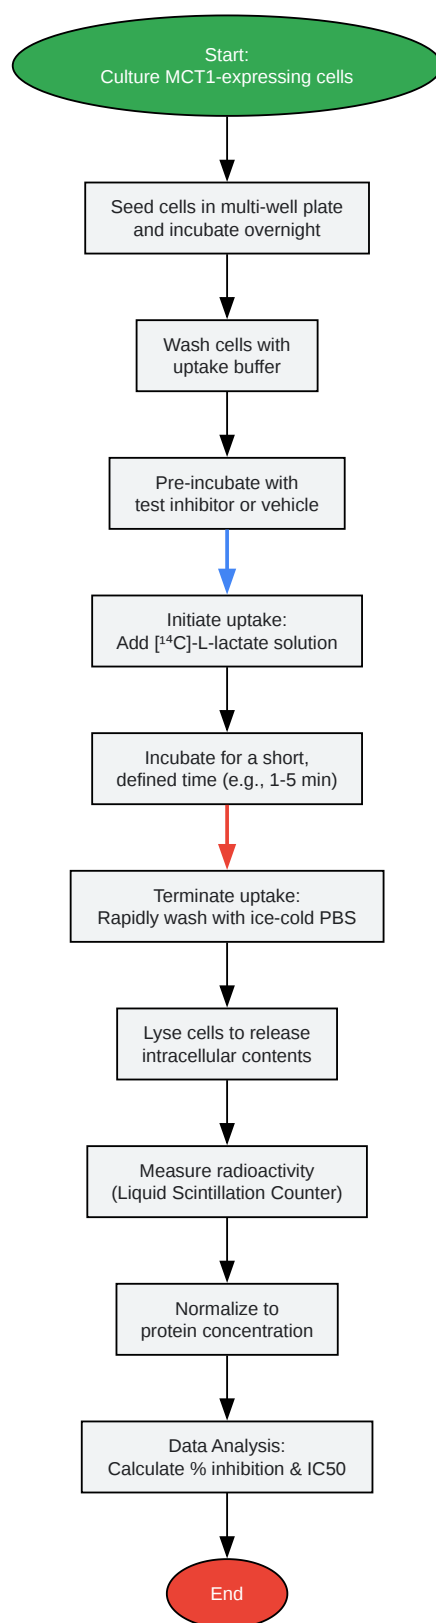 Start:
Culture MCT1-expressing cells
Seed cells in multi-well plate
and incubate overnight
Wash cells with
uptake buffer
Pre-incubate with
test inhibitor or vehicle
Initiate uptake:
Add [¹⁴C]-L-lactate solution
Incubate for a short,
defined time (e.g., 1-5 min)
Terminate uptake:
Rapidly wash with ice-cold PBS
Lyse cells to release
intracellular contents
Measure radioactivity
(Liquid Scintillation Counter)
Normalize to
protein concentration
Data Analysis:
Calculate % inhibition & IC50
End